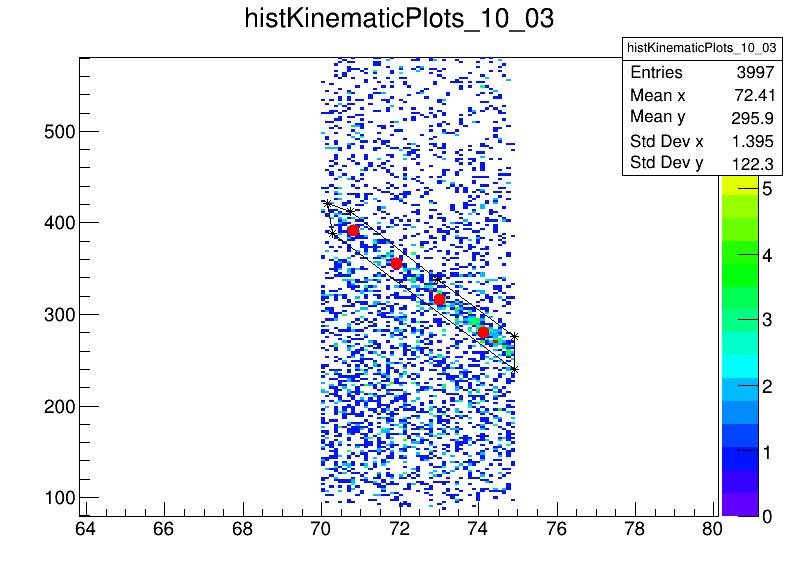 histKinematicPlots_10_03
histKinematicPlots_10_03
Entries 3997
Mean x 72.41
Mean y 295.9
Std Dev x 1.395
Std Dev y 122.3
500
400
300
200
100
64 66 68 70 72 74 76 78 80
5
4
3
2
1
0